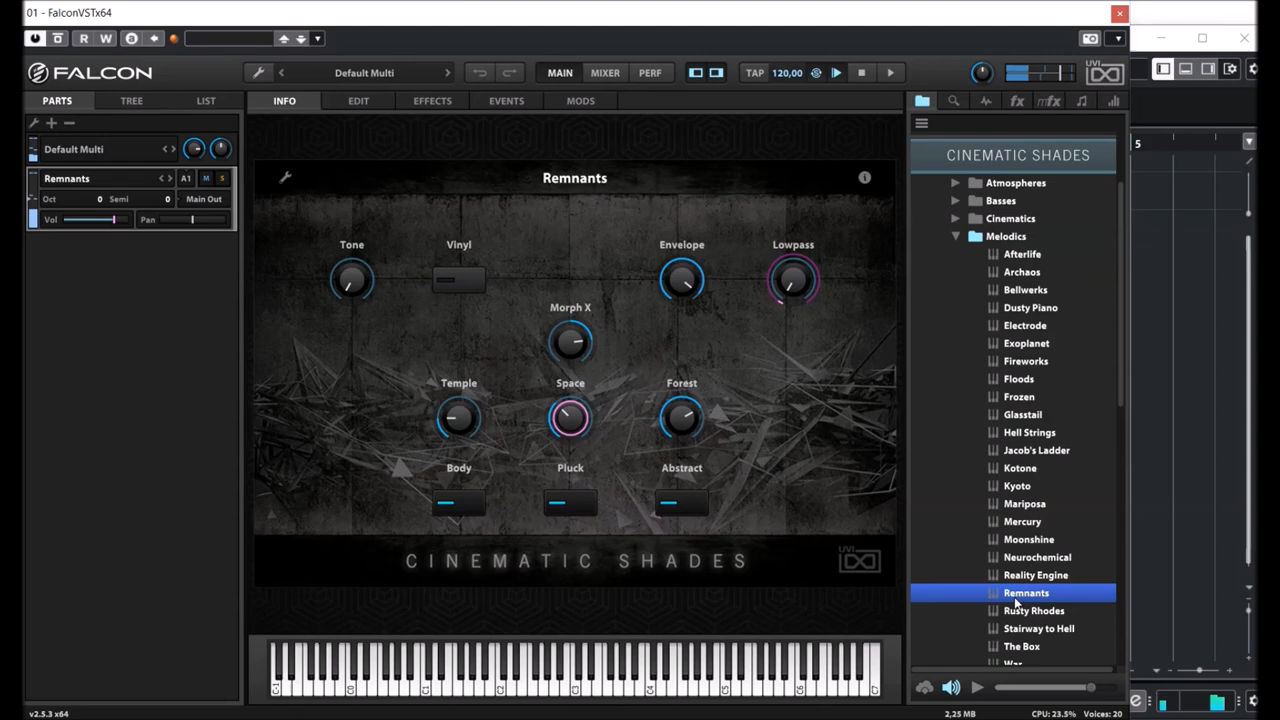 01 - FalconVSTx64
R W a
FALCON
Default Multi
MAIN MIXER PERF
TAP 120,00
UVI
PARTS TREE LIST
INFO EDIT EFFECTS EVENTS MODS
fx mfx
Default Multi
Remnants A1 M S
Oct 0 Semi 0 Main Out
Vol Pan
Remnants
Tone Vinyl Envelope Lowpass
Morph X
Temple Space Forest
Body Pluck Abstract
CINEMATIC SHADES
UVI
CINEMATIC SHADES
Atmospheres
Basses
Cinematics
Melodics
Afterlife
Archaos
Bellwerks
Dusty Piano
Electrode
Exoplanet
Fireworks
Floods
Frozen
Glasstail
Hell Strings
Jacob's Ladder
Kotone
Kyoto
Mariposa
Mercury
Moonshine
Neurochemical
Reality Engine
Remnants
Rusty Rhodes
Stairway to Hell
The Box
War
5
v2.5.3 x64
2,25 MB CPU: 23.5% Voices: 20